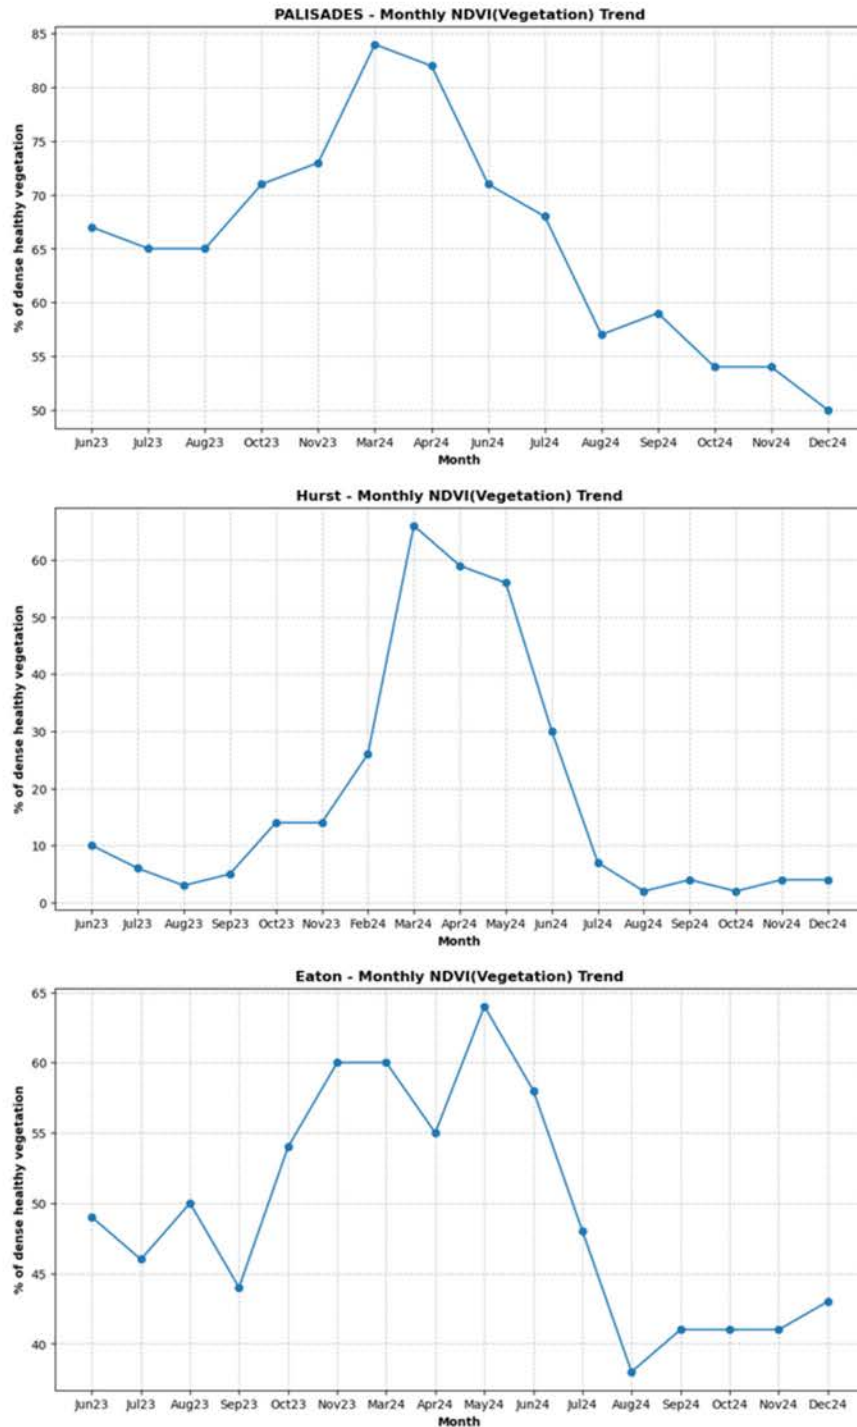 PALISADES - Monthly NDVI(Vegetation) Trend
% of dense healthy vegetation
85
80
75
70
65
60
55
50
Jun23 Jul23 Aug23 Oct23 Nov23 Mar24 Apr24 Jun24 Jul24 Aug24 Sep24 Oct24 Nov24 Dec24
Month
Hurst - Monthly NDVI(Vegetation) Trend
% of dense healthy vegetation
60
50
40
30
20
10
0
Jun23 Jul23 Aug23 Sep23 Oct23 Nov23 Feb24 Mar24 Apr24 May24 Jun24 Jul24 Aug24 Sep24 Oct24 Nov24 Dec24
Month
Eaton - Monthly NDVI(Vegetation) Trend
% of dense healthy vegetation
65
60
55
50
45
40
Jun23 Jul23 Aug23 Sep23 Oct23 Nov23 Mar24 Apr24 May24 Jun24 Jul24 Aug24 Sep24 Oct24 Nov24 Dec24
Month